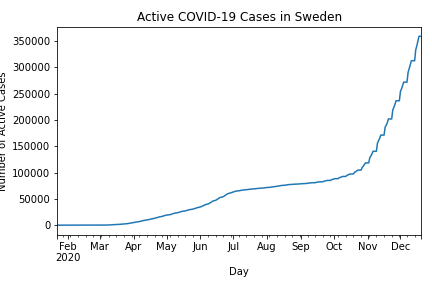 Active COVID-19 Cases in Sweden
350000
300000
250000
200000
150000
100000
50000
0
Number of Active Cases
Feb Mar Apr May Jun Jul Aug Sep Oct Nov Dec
2020
Day